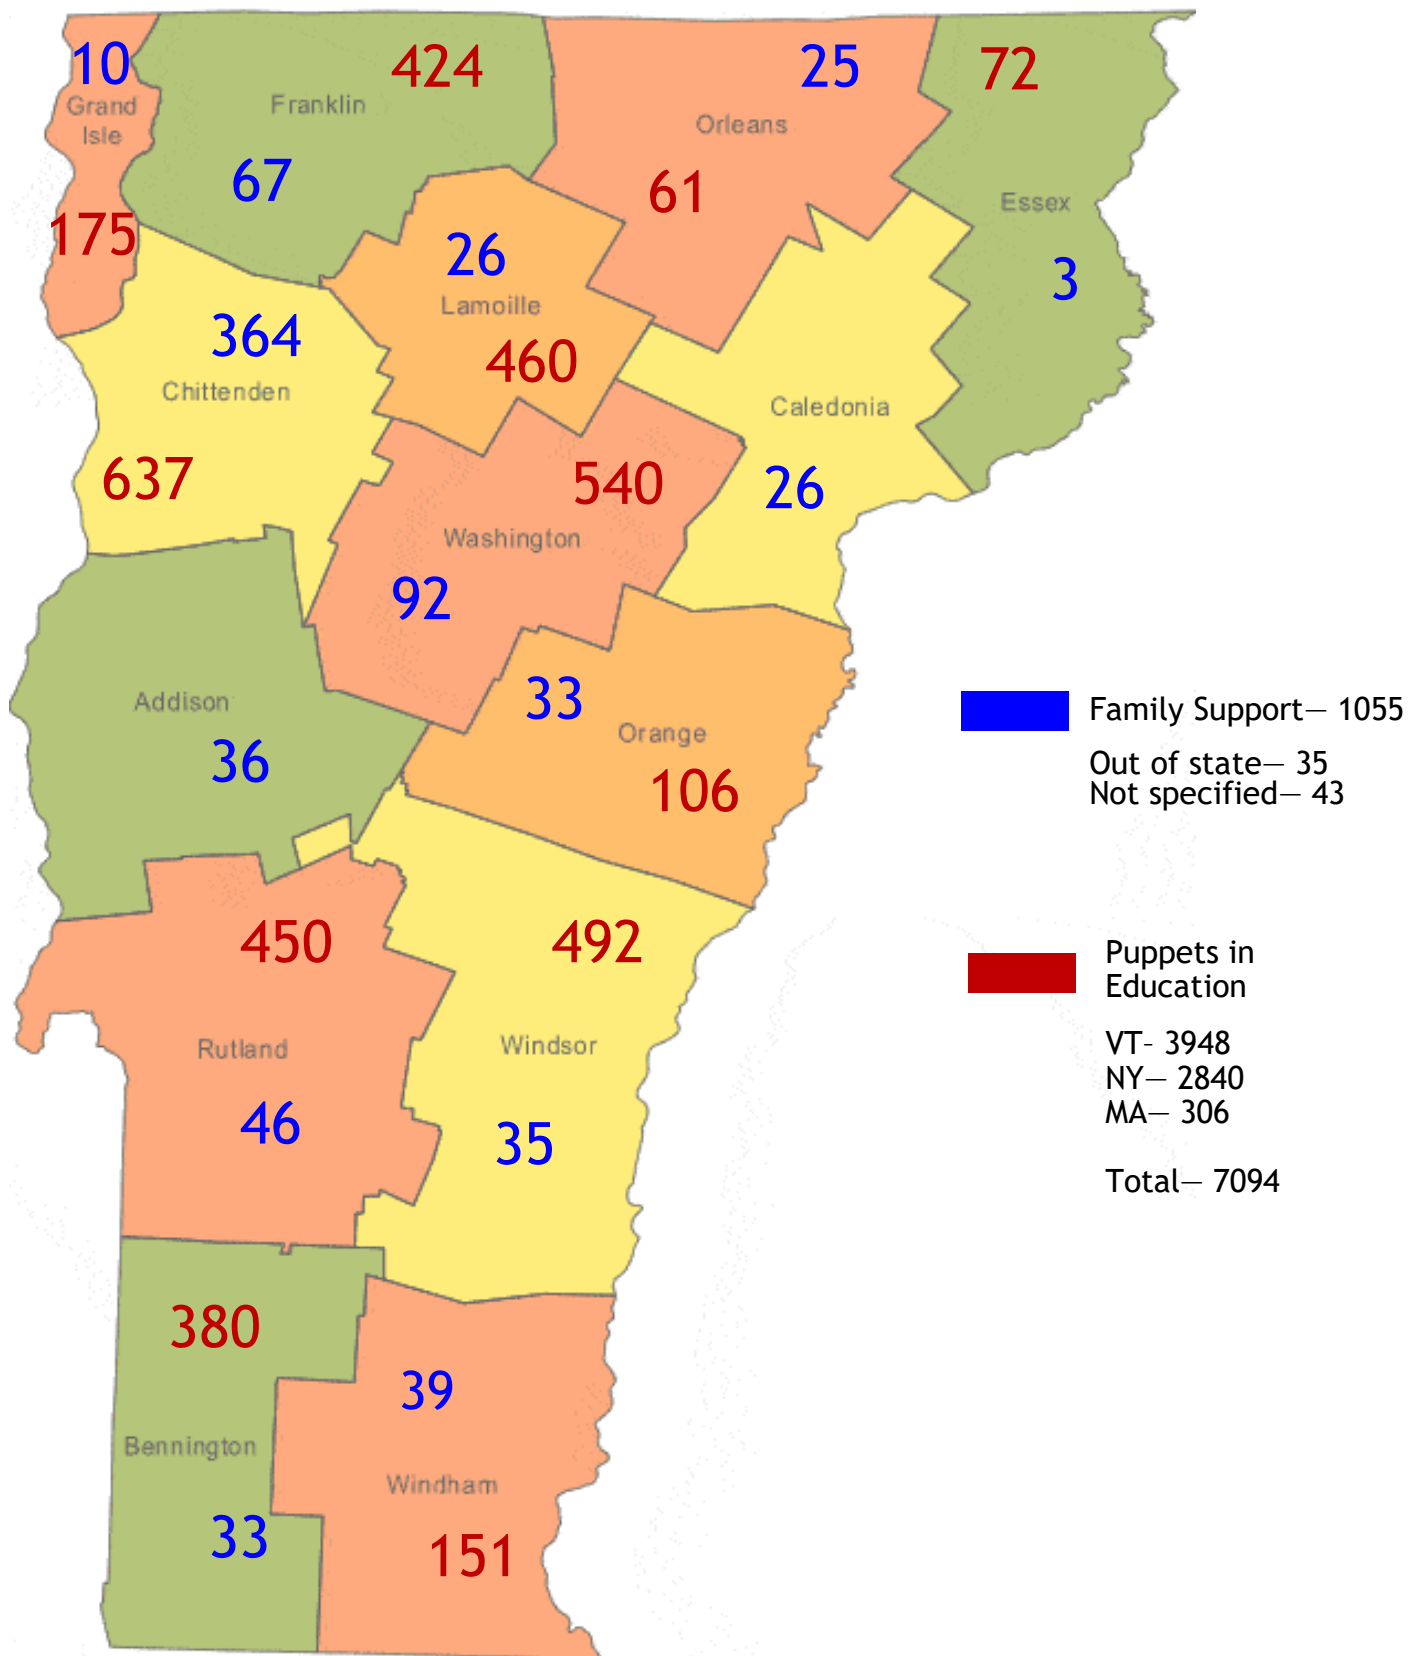 10
424
25
72
Grand
Isle
Franklin
Orleans
67
61
Essex
175
26
3
Lamoille
364
460
Chittenden
Caledonia
637
540
26
Washington
92
Addison
33
Orange
36
106
Family Support— 1055
Out of state— 35
Not specified— 43
450
492
Rutland
Windsor
46
35
Puppets in
Education
VT- 3948
NY— 2840
MA— 306
Total— 7094
380
39
Bennington
Windham
33
151